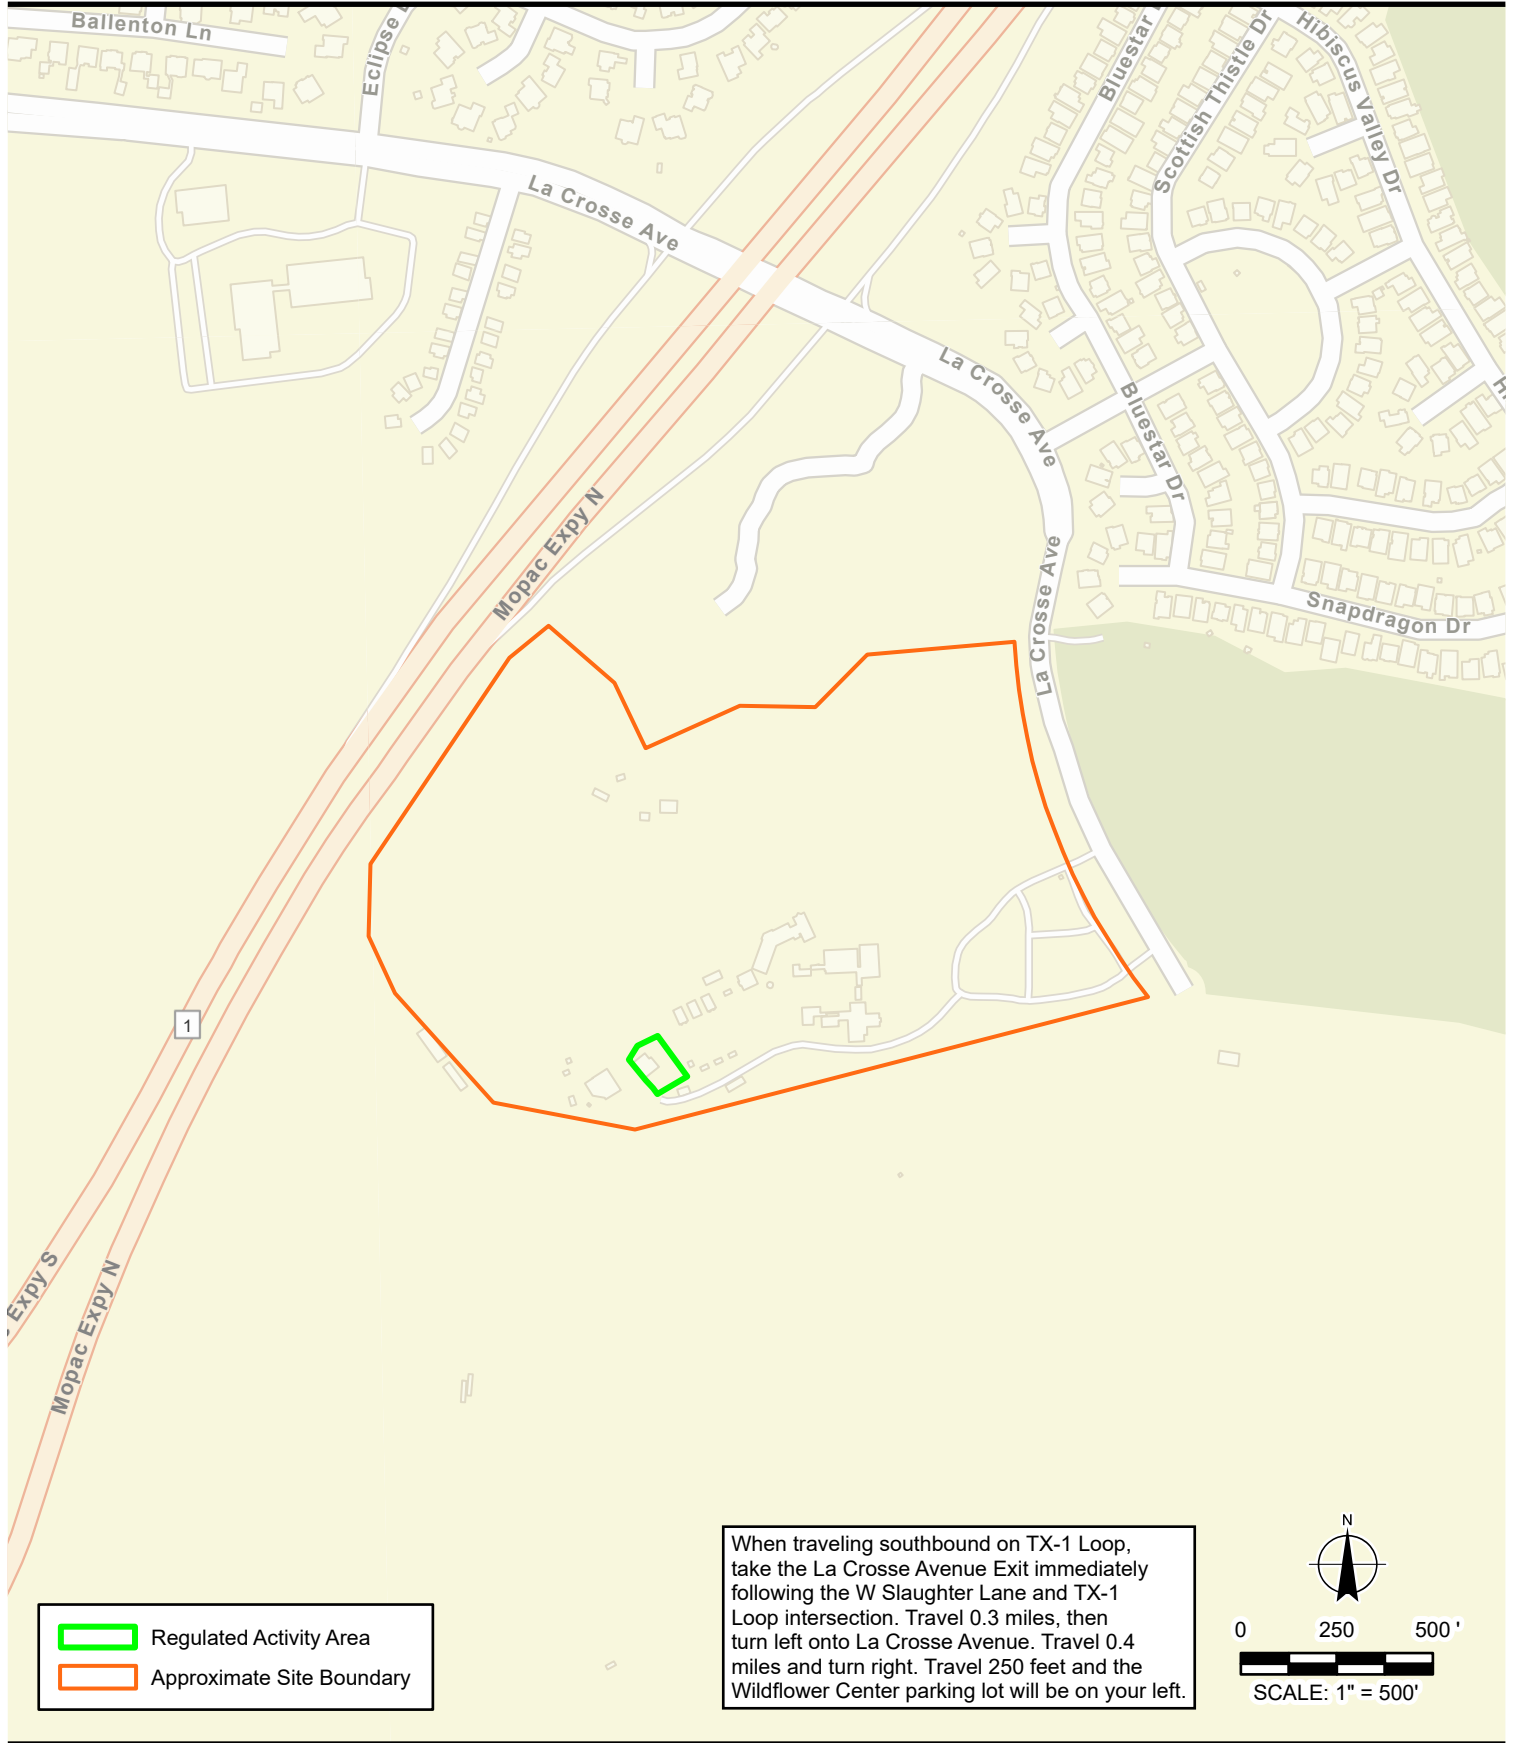 Ballenton Ln
Eclipse
Bluestar
Scottish Thistle Dr
Hibiscus Valley Dr
La Crosse Ave
La Crosse Ave
Bluestar Dr
Mopac Expy N
La Crosse Ave
Snapdragon Dr
1
Expy S
Mopac Expy N
When traveling southbound on TX-1 Loop,
take the La Crosse Avenue Exit immediately
following the W Slaughter Lane and TX-1
Loop intersection. Travel 0.3 miles, then
turn left onto La Crosse Avenue. Travel 0.4
miles and turn right. Travel 250 feet and the
Wildflower Center parking lot will be on your left.
N
0 250 500 '
SCALE: 1" = 500'
Regulated Activity Area
Approximate Site Boundary